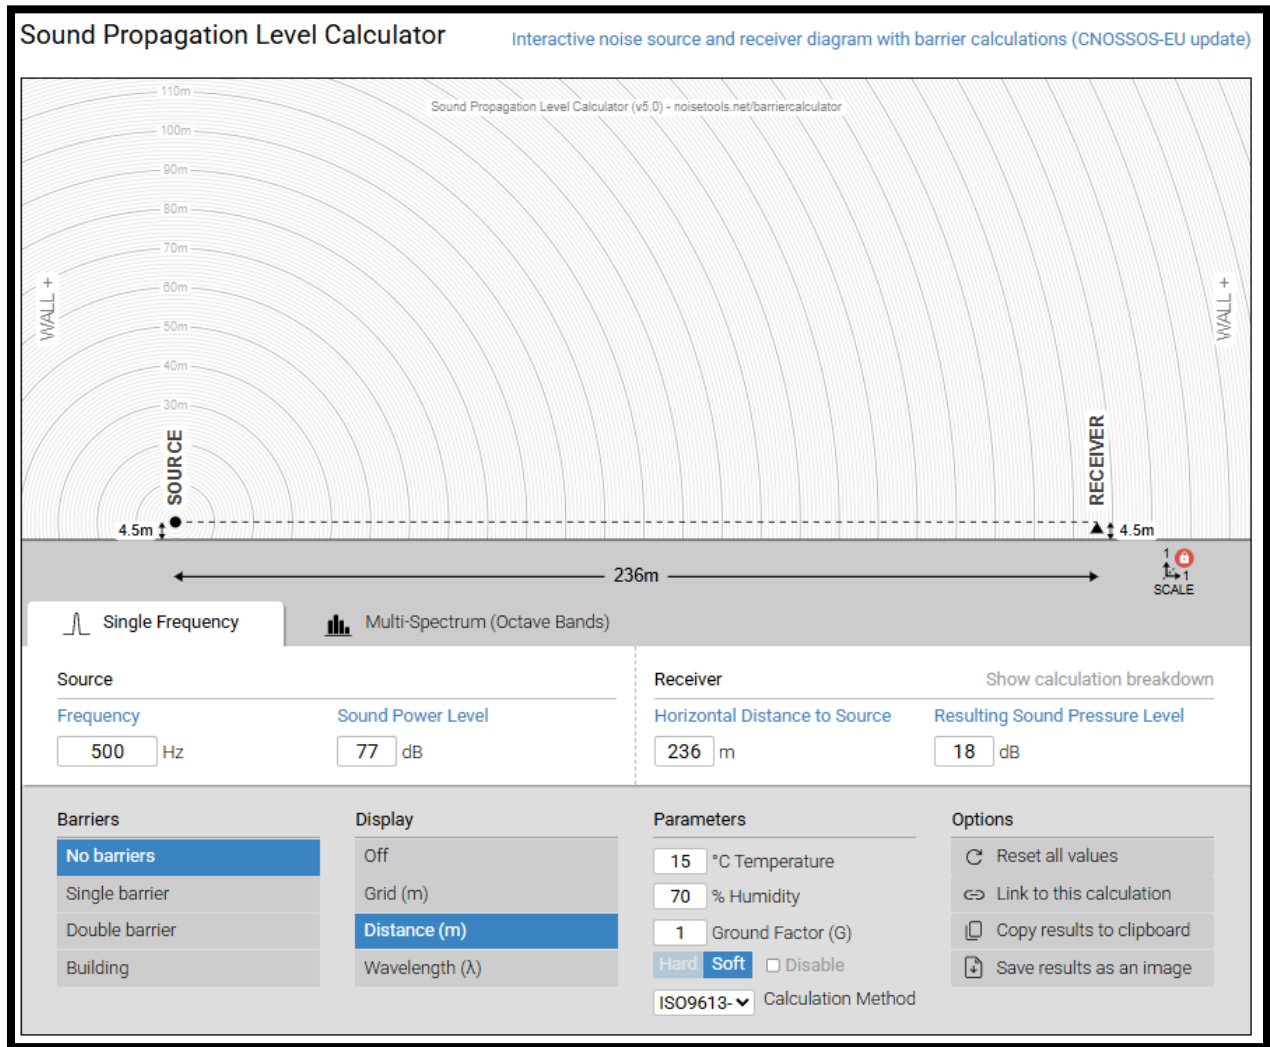 Sound Propagation Level Calculator
Interactive noise source and receiver diagram with barrier calculations (CNOSSOS-EU update)
Sound Propagation Level Calculator (v5.0) - noisetools.net/barriercalculator
110m
100m
90m
80m
70m
60m
50m
40m
30m
WALL +
WALL +
SOURCE
RECEIVER
4.5m
4.5m
236m
1
1
SCALE
Single Frequency
Multi-Spectrum (Octave Bands)
Source
Receiver
Show calculation breakdown
Frequency
Sound Power Level
Horizontal Distance to Source
Resulting Sound Pressure Level
500 Hz
77 dB
236 m
18 dB
Barriers
No barriers
Single barrier
Double barrier
Building
Display
Off
Grid (m)
Distance (m)
Wavelength (λ)
Parameters
15 °C Temperature
70 % Humidity
1 Ground Factor (G)
Hard Soft Disable
ISO9613- Calculation Method
Options
Reset all values
Link to this calculation
Copy results to clipboard
Save results as an image